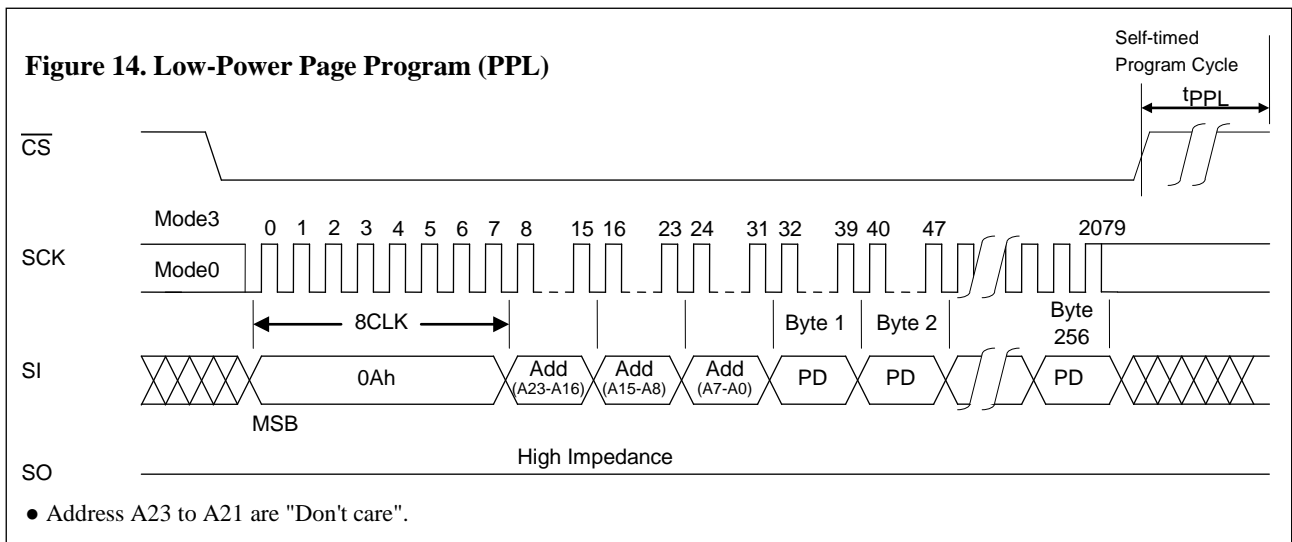 Figure 14. Low-Power Page Program (PPL)
Self-timed
Program Cycle
tPPL
CS
Mode3
0 1 2 3 4 5 6 7 8 15 16 23 24 31 32 39 40 47 2079
SCK
Mode0
8CLK
Byte 1
Byte 2
Byte
256
SI
0Ah
Add
(A23-A16)
Add
(A15-A8)
Add
(A7-A0)
PD
PD
PD
MSB
High Impedance
SO
● Address A23 to A21 are "Don't care".